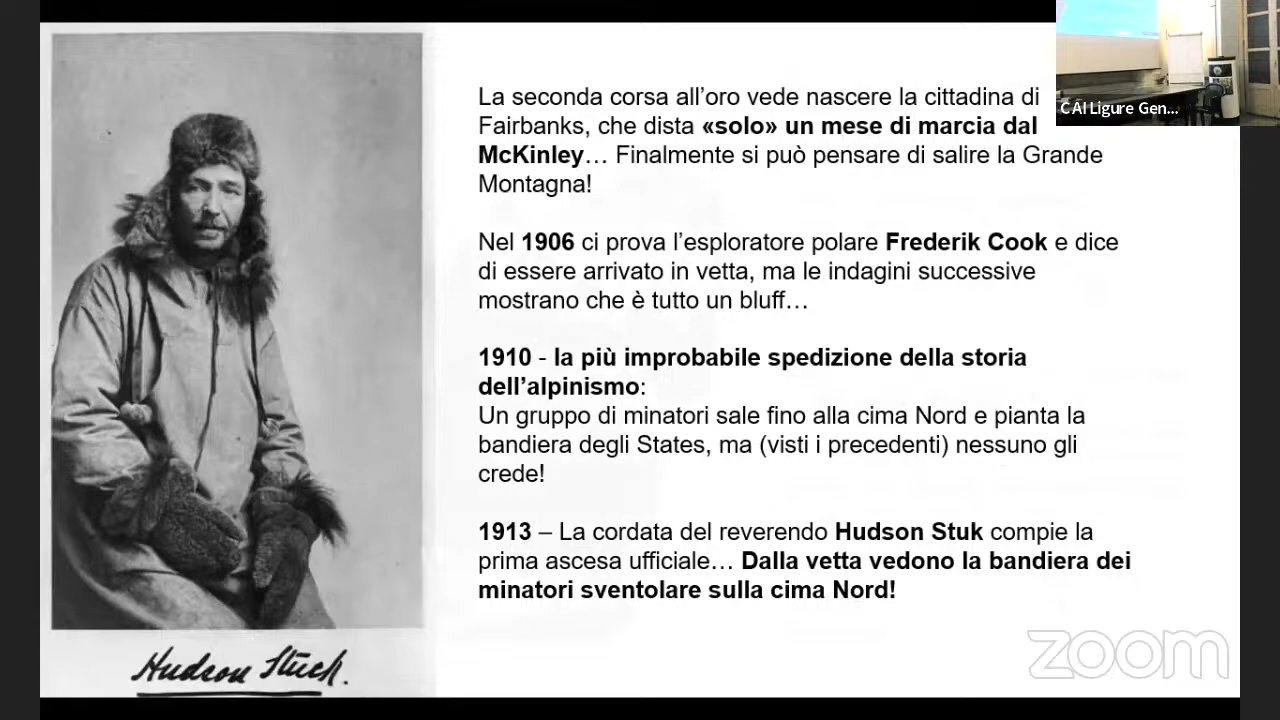 La seconda corsa all’oro vede nascere la cittadina di
Fairbanks, che dista «solo» un mese di marcia dal
McKinley… Finalmente si può pensare di salire la Grande
Montagna!
Nel 1906 ci prova l’esploratore polare Frederik Cook e dice
di essere arrivato in vetta, ma le indagini successive
mostrano che è tutto un bluff…
1910 - la più improbabile spedizione della storia
dell’alpinismo:
Un gruppo di minatori sale fino alla cima Nord e pianta la
bandiera degli States, ma (visti i precedenti) nessuno gli
crede!
1913 – La cordata del reverendo Hudson Stuk compie la
prima ascesa ufficiale… Dalla vetta vedono la bandiera dei
minatori sventolare sulla cima Nord!
Hudson Stuck.
CAI Ligure Gen...
zoom